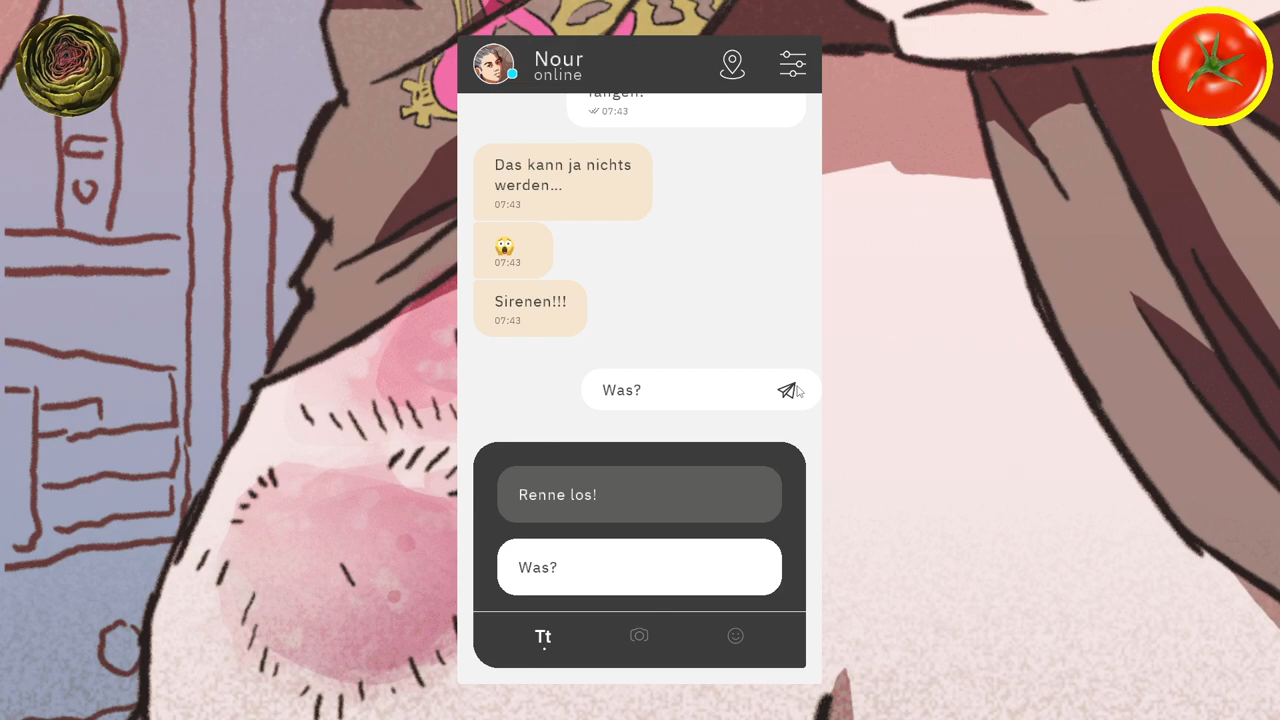 Nour
online
fangen!
07:43
Das kann ja nichts
werden...
07:43
07:43
Sirenen!!!
07:43
Was?
Renne los!
Was?
Tt